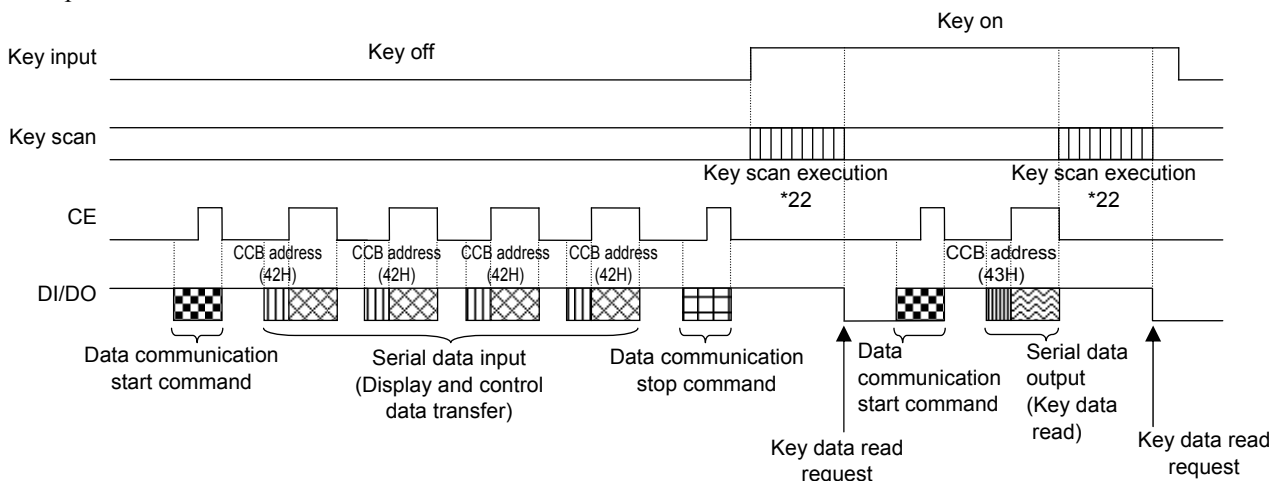 Key on
Key input
Key off
Key scan
Key scan execution
*22
Key scan execution
*22
CE
CCB address
(42H)
CCB address
(42H)
CCB address
(42H)
CCB address
(42H)
CCB address
(43H)
DI/DO
Data communication
start command
Serial data input
(Display and control
data transfer)
Data communication
stop command
Data
communication
start command
Serial data
output
(Key data
read)
Key data read
request
Key data read
request